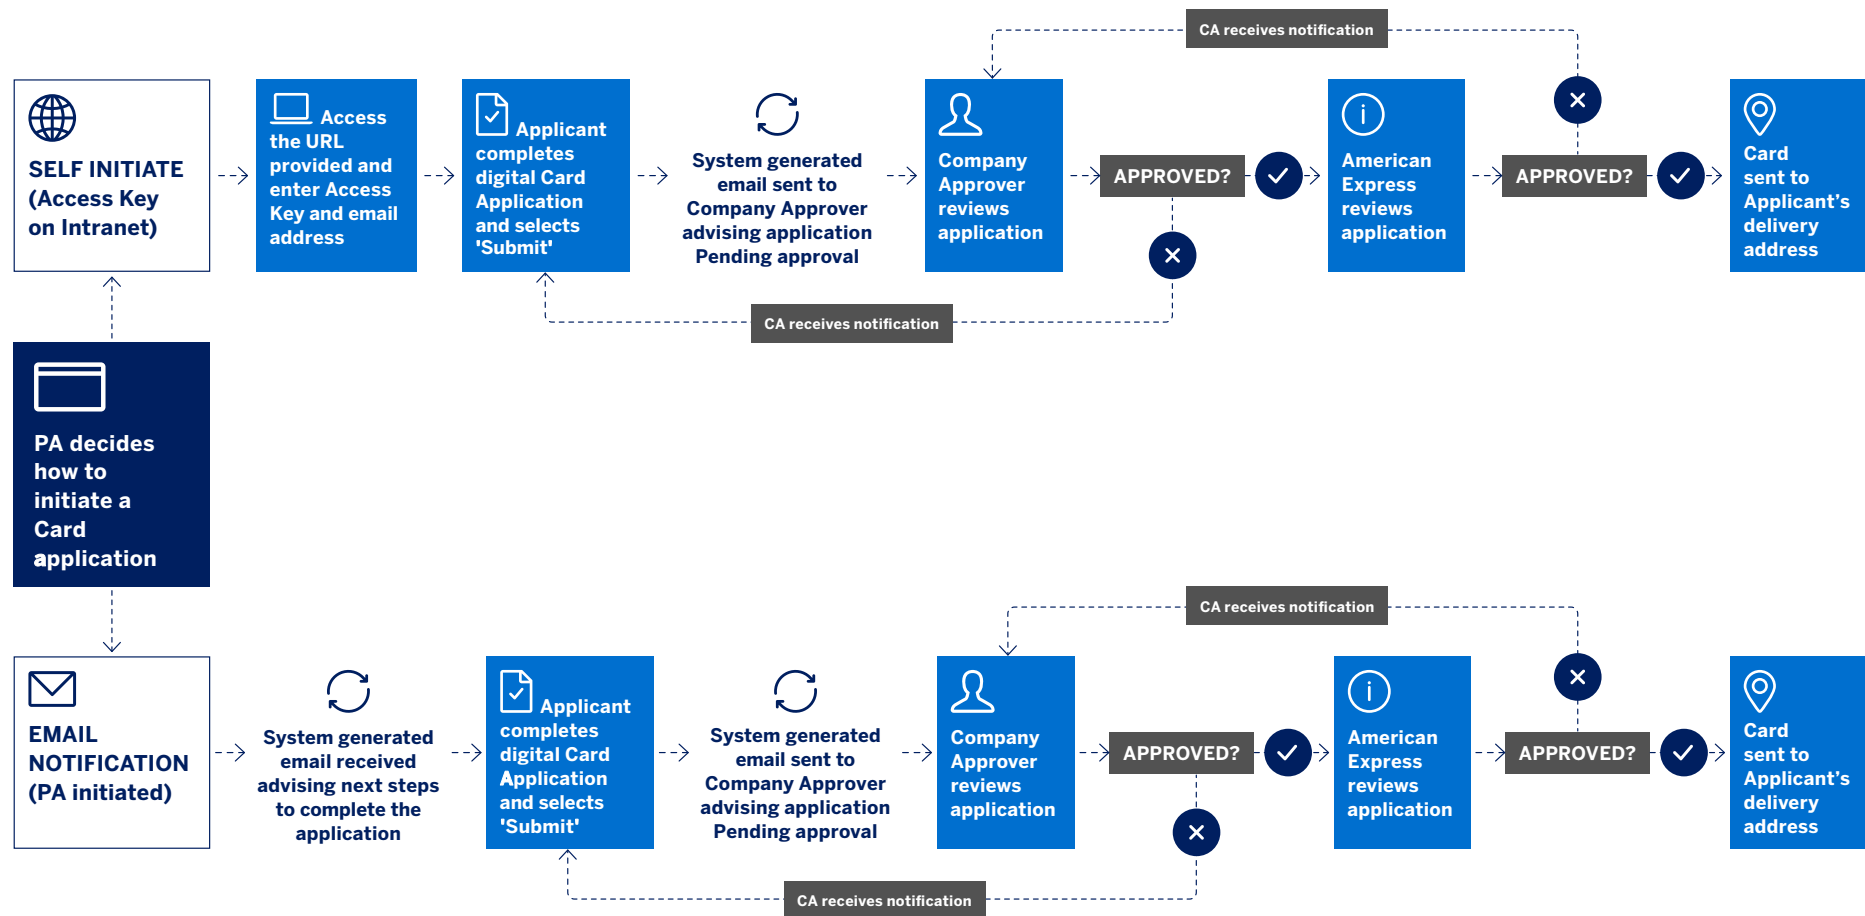 CA receives notification
SELF INITIATE
(Access Key
on Intranet)
Access
the URL
provided and
enter Access
Key and email
address
Applicant
completes
digital Card
Application
and selects
'Submit'
System generated
email sent to
Company Approver
advising application
Pending approval
Company
Approver
reviews
application
APPROVED?
American
Express
reviews
application
APPROVED?
Card
sent to
Applicant's
delivery
address
CA receives notification
PA decides
how to
initiate a
Card
application
CA receives notification
EMAIL
NOTIFICATION
(PA initiated)
System generated
email received
advising next steps
to complete the
application
Applicant
completes
digital Card
Application
and selects
'Submit'
System generated
email sent to
Company Approver
advising application
Pending approval
Company
Approver
reviews
application
APPROVED?
American
Express
reviews
application
APPROVED?
Card
sent to
Applicant's
delivery
address
CA receives notification